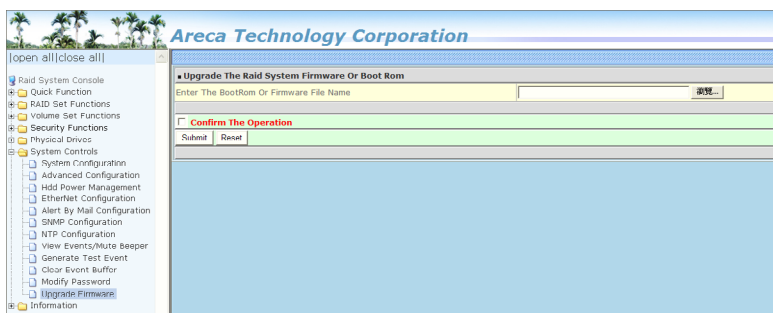 Areca Technology Corporation
|open all|close all|
Raid System Console
Quick Function
RAID Set Functions
Volume Set Functions
Security Functions
Physical Drives
System Controls
System Configuration
Advanced Configuration
Hdd Power Management
EtherNet Configuration
Alert By Mail Configuration
SNMP Configuration
NTP Configuration
View Events/Mute Beeper
Generate Test Event
Clear Event Buffer
Modify Password
Upgrade Firmware
Information
Upgrade The Raid System Firmware Or Boot Rom
Enter The BootRom Or Firmware File Name
瀏覽...
Confirm The Operation
Submit Reset